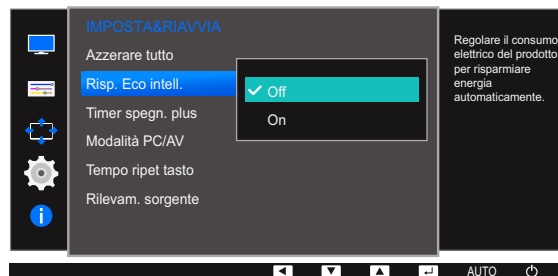 IMPOSTA&RIAVVIA
Azzerare tutto
Risp. Eco intell.
Timer spegn. plus
Modalità PC/AV
Tempo ripet tasto
Rilevam. sorgente
Off
On
Regolare il consumo
elettrico del prodotto
per risparmiare
energia
automaticamente.
AUTO